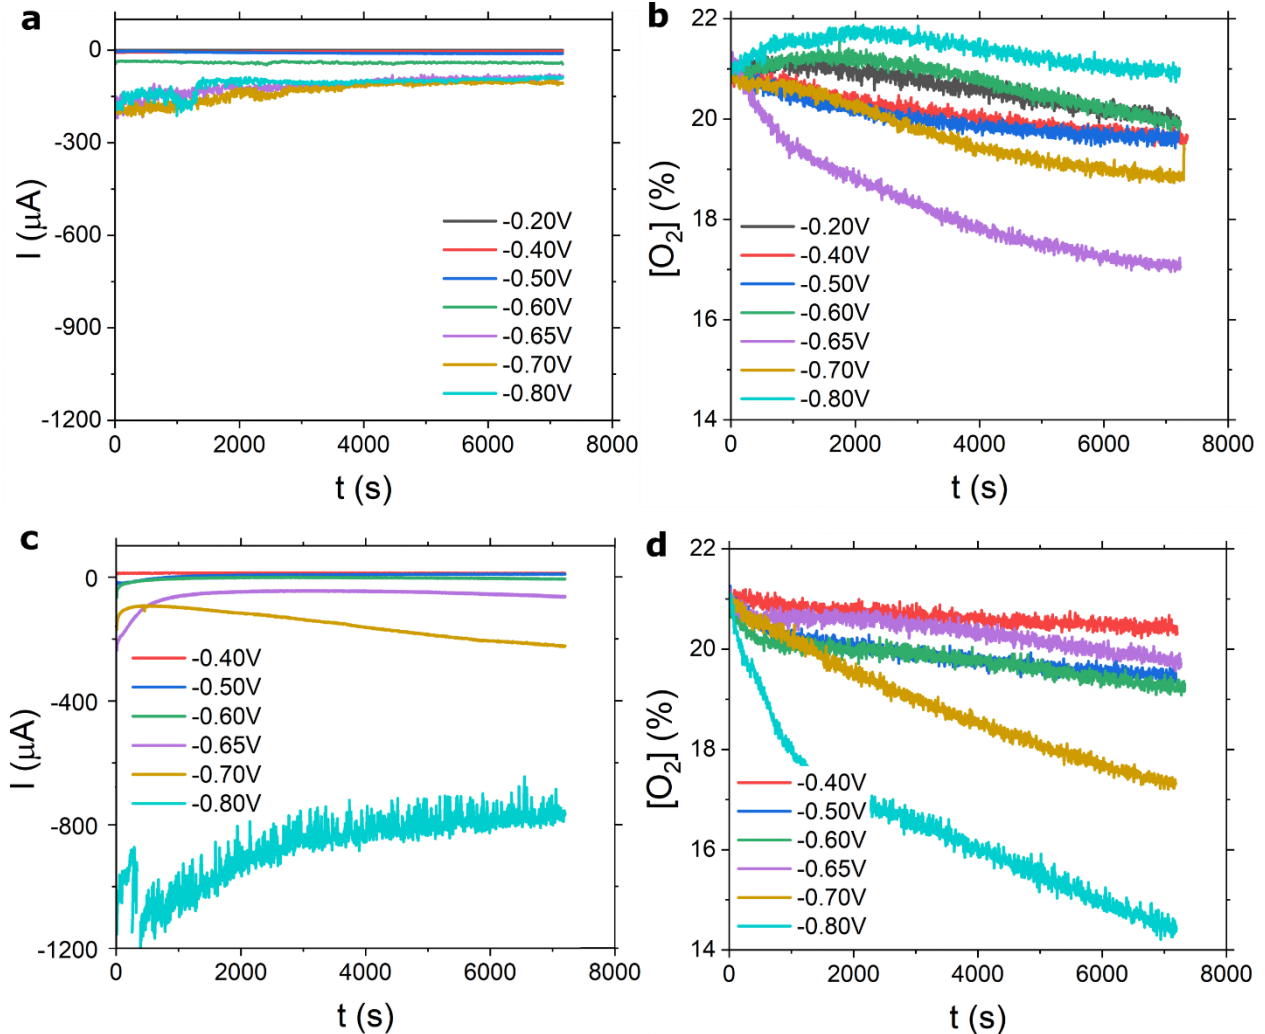 a
0
-300
-600
-900
-1200
I (μA)
-0.20V
-0.40V
-0.50V
-0.60V
-0.65V
-0.70V
-0.80V
0 2000 4000 6000 8000
t (s)
b
22
20
18
16
14
[O₂] (%)
-0.20V
-0.40V
-0.50V
-0.60V
-0.65V
-0.70V
-0.80V
0 2000 4000 6000 8000
t (s)
c
0
-400
-800
-1200
I (μA)
-0.40V
-0.50V
-0.60V
-0.65V
-0.70V
-0.80V
0 2000 4000 6000 8000
t (s)
d
22
20
18
16
14
[O₂] (%)
-0.40V
-0.50V
-0.60V
-0.65V
-0.70V
-0.80V
0 2000 4000 6000 8000
t (s)